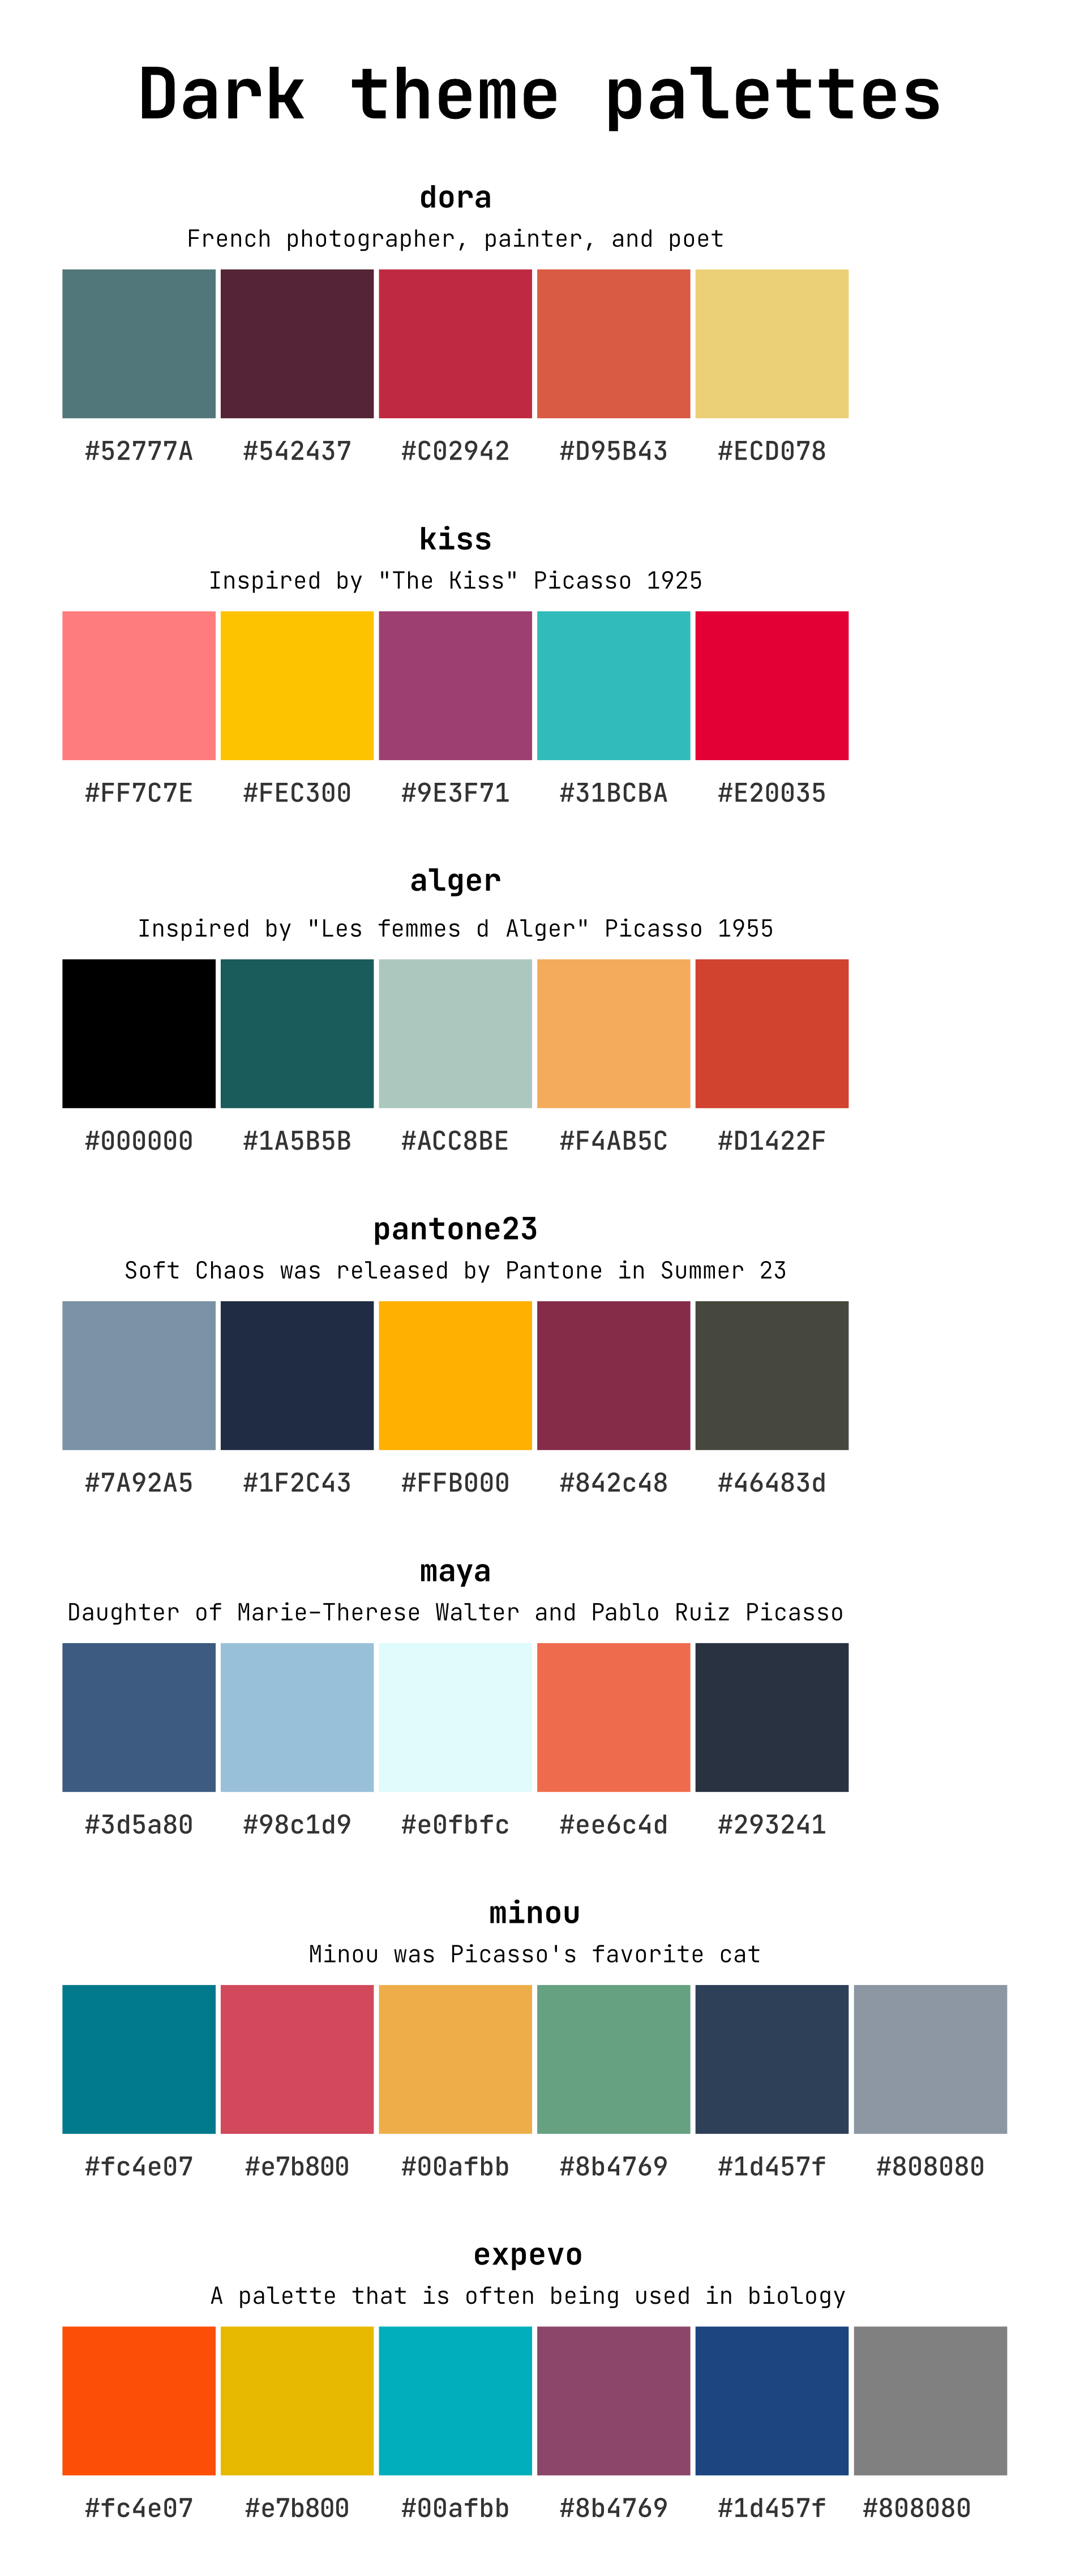 Dark theme palettes
dora
French photographer, painter, and poet
#52777A #542437 #C02942 #D95B43 #ECD078
kiss
Inspired by "The Kiss" Picasso 1925
#FF7C7E #FEC300 #9E3F71 #31BCBA #E20035
alger
Inspired by "Les femmes d Alger" Picasso 1955
#000000 #1A5B5B #ACC8BE #F4AB5C #D1422F
pantone23
Soft Chaos was released by Pantone in Summer 23
#7A92A5 #1F2C43 #FFB000 #842c48 #46483d
maya
Daughter of Marie-Therese Walter and Pablo Ruiz Picasso
#3d5a80 #98c1d9 #e0fbfc #ee6c4d #293241
minou
Minou was Picasso's favorite cat
#fc4e07 #e7b800 #00afbb #8b4769 #1d457f #808080
expevo
A palette that is often being used in biology
#fc4e07 #e7b800 #00afbb #8b4769 #1d457f #808080